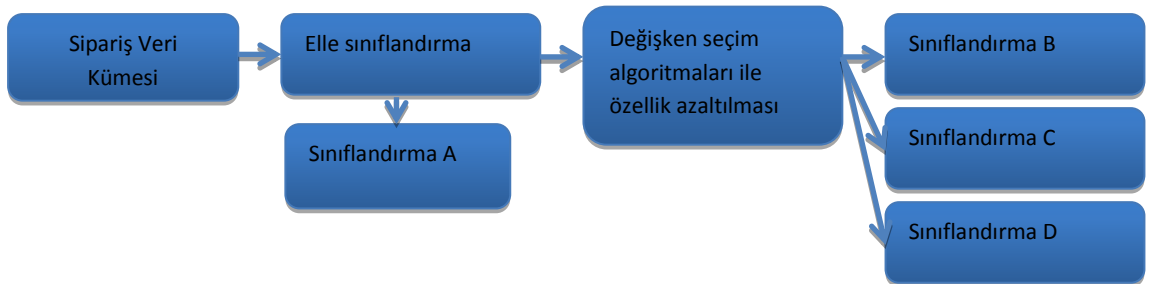 Sipariş Veri
Kümesi
Elle sınıflandırma
Sınıflandırma A
Değişken seçim
algoritmaları ile
özellik azaltılması
Sınıflandırma B
Sınıflandırma C
Sınıflandırma D